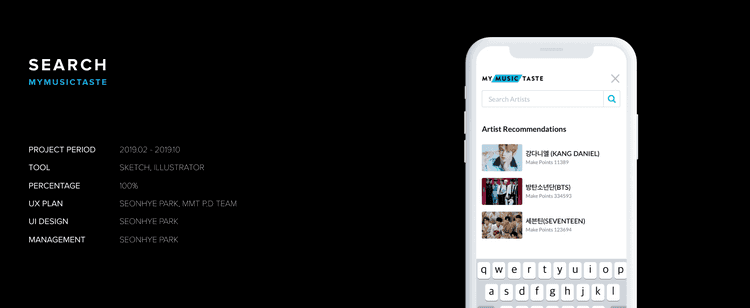 SEARCH
MYMUSICTASTE
PROJECT PERIOD 2019.02 - 2019.10
TOOL SKETCH, ILLUSTRATOR
PERCENTAGE 100%
UX PLAN SEONHYE PARK, MMT P.D TEAM
UI DESIGN SEONHYE PARK
MANAGEMENT SEONHYE PARK
MY MUSIC TASTE
Search Artists
Artist Recommendations
강다니엘 (KANG DANIEL)
Make Points 11389
방탄소년단(BTS)
Make Points 334593
세븐틴(SEVENTEEN)
Make Points 123694
q w e r t y u i o p
a s d f g h j k l